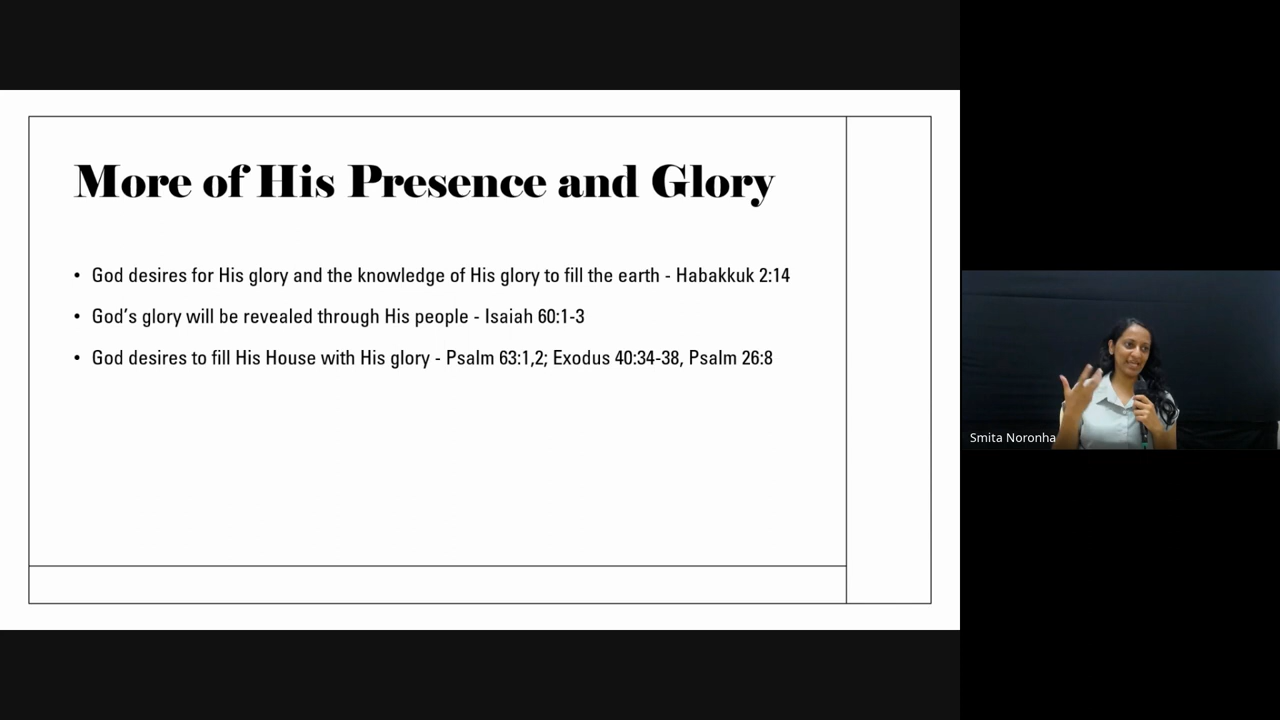 More of His Presence and Glory
• God desires for His glory and the knowledge of His glory to fill the earth - Habakkuk 2:14
• God’s glory will be revealed through His people - Isaiah 60:1-3
• God desires to fill His House with His glory - Psalm 63:1,2; Exodus 40:34-38, Psalm 26:8
Smita Noronha